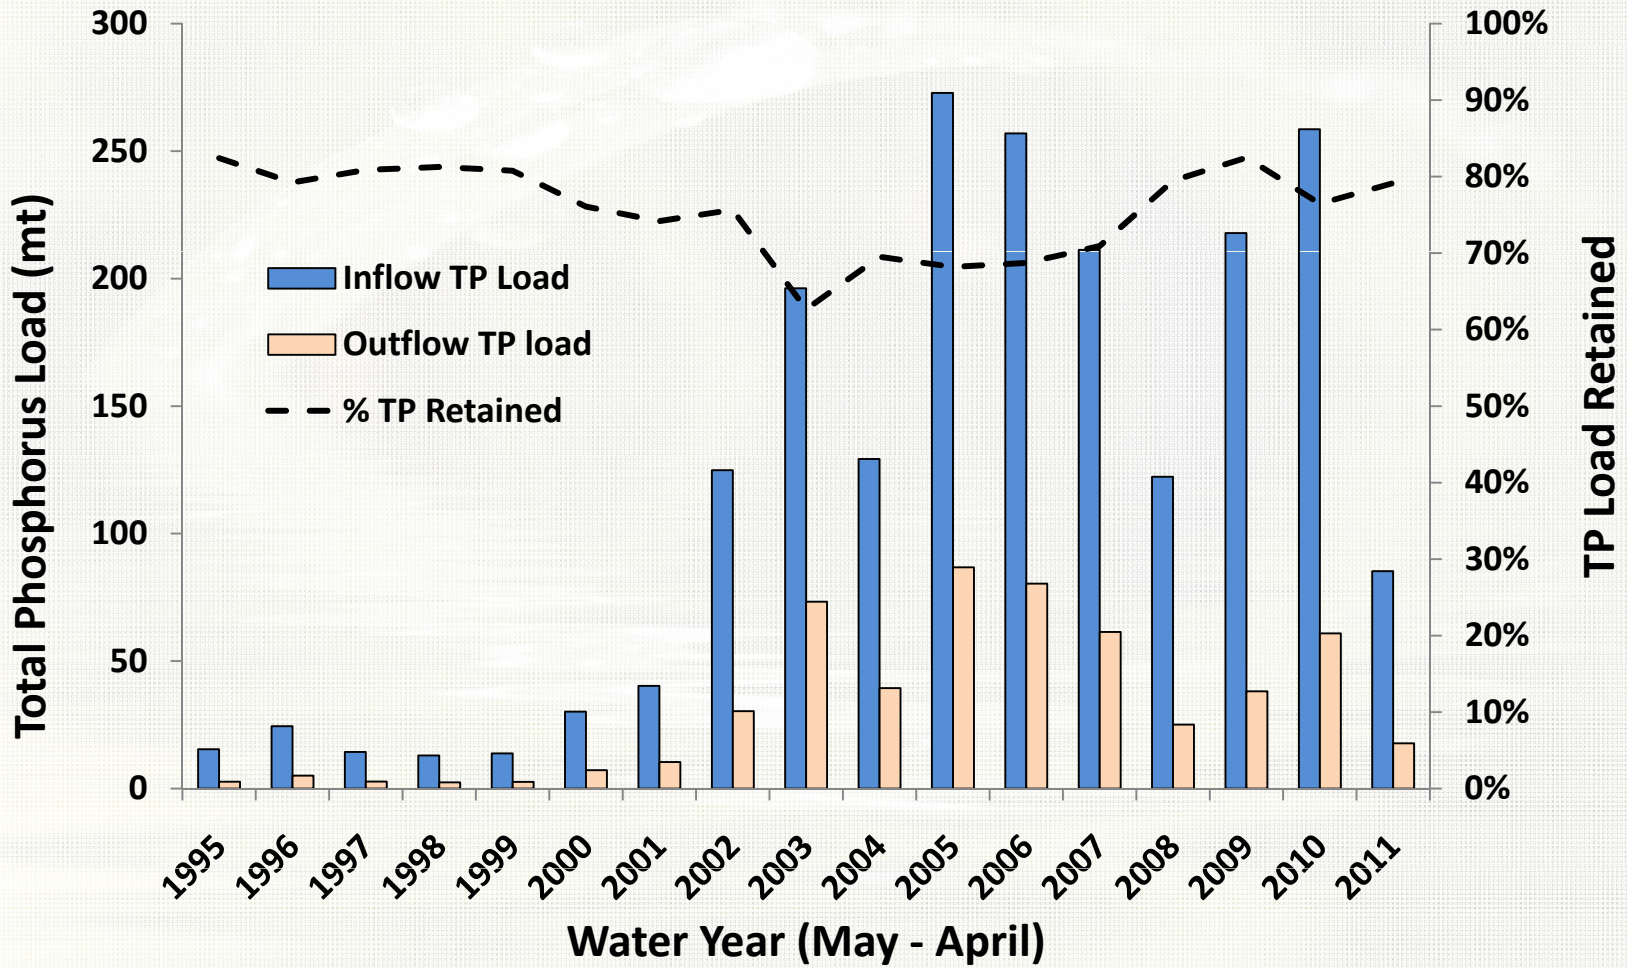 Total Phosphorus Load (mt)
300
250
200
150
100
50
0
Inflow TP Load
Outflow TP load
% TP Retained
100%
90%
80%
70%
60%
50%
40%
30%
20%
10%
0%
TP Load Retained
1995 1996 1997 1998 1999 2000 2001 2002 2003 2004 2005 2006 2007 2008 2009 2010 2011
Water Year (May - April)